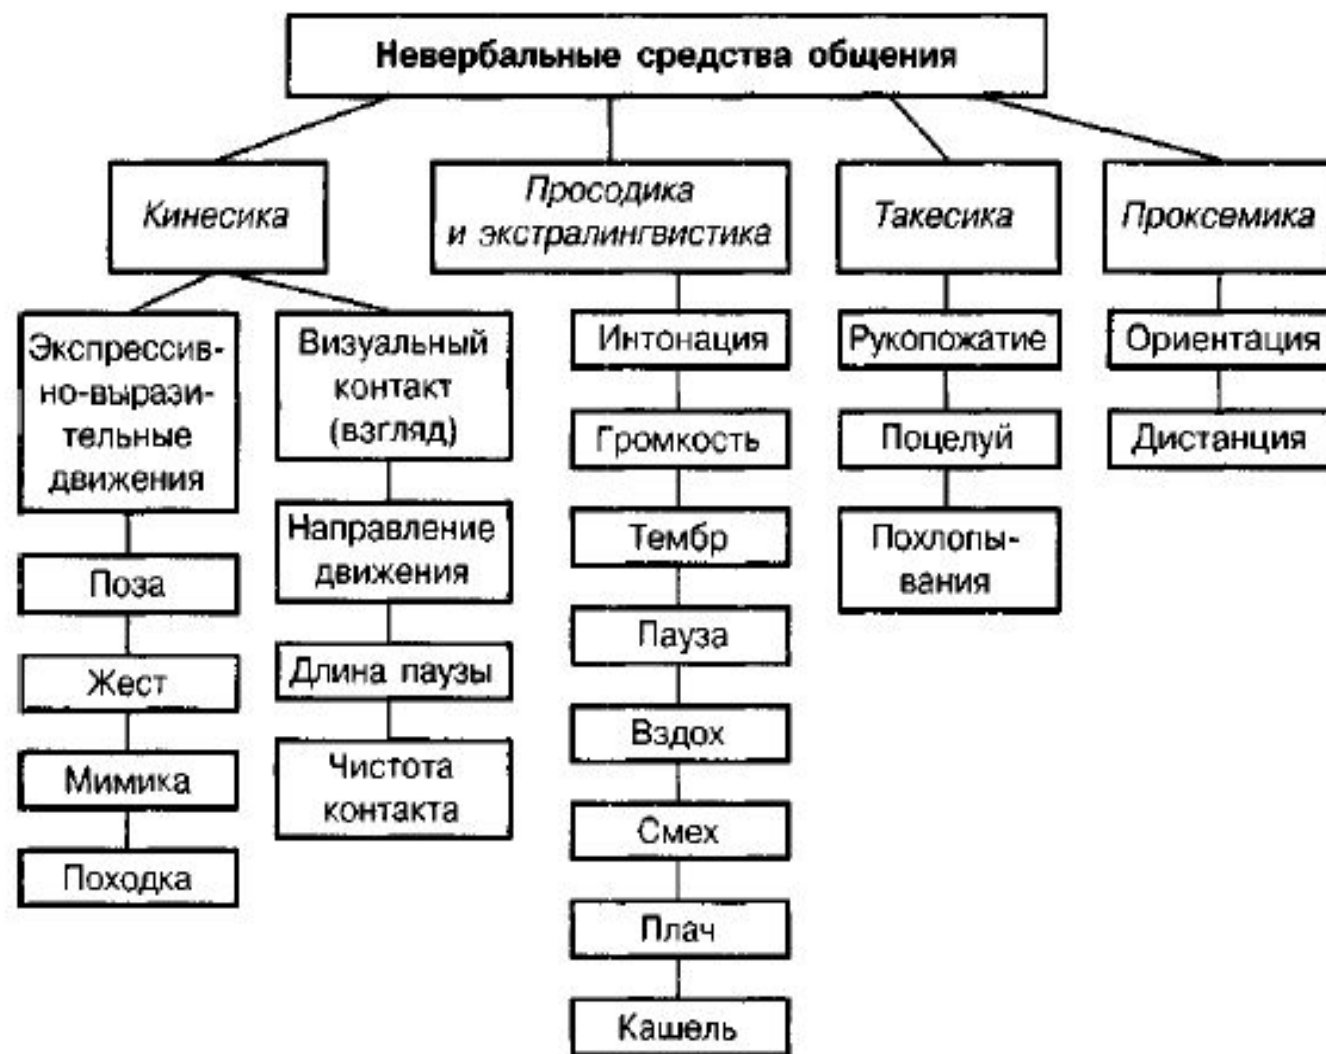 Невербальные средства общения
Кинесика
Просодика
и экстралингвистика
Такесика
Проксемика
Экспрессив-
но-вырази-
тельные
движения
Поза
Жест
Мимика
Походка
Визуальный
контакт
(взгляд)
Направление
движения
Длина паузы
Чистота
контакта
Интонация
Громкость
Тембр
Пауза
Вздох
Смех
Плач
Кашель
Рукопожатие
Поцелуй
Похлопы-
вания
Ориентация
Дистанция